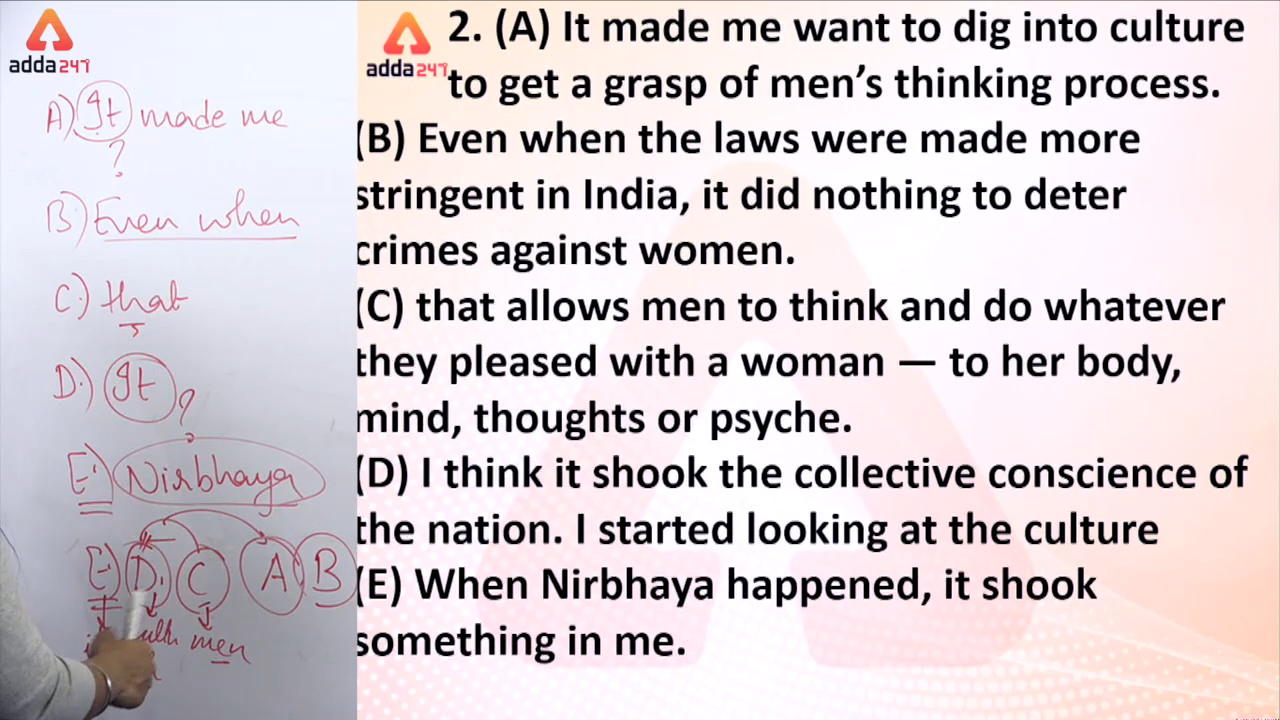 adda247
A) It made me
?
B) Even when
C) that
D) It ?
E) Nirbhaya
E D C A B
men
adda247
2. (A) It made me want to dig into culture
to get a grasp of men’s thinking process.
(B) Even when the laws were made more
stringent in India, it did nothing to deter
crimes against women.
(C) that allows men to think and do whatever
they pleased with a woman — to her body,
mind, thoughts or psyche.
(D) I think it shook the collective conscience of
the nation. I started looking at the culture
(E) When Nirbhaya happened, it shook
something in me.